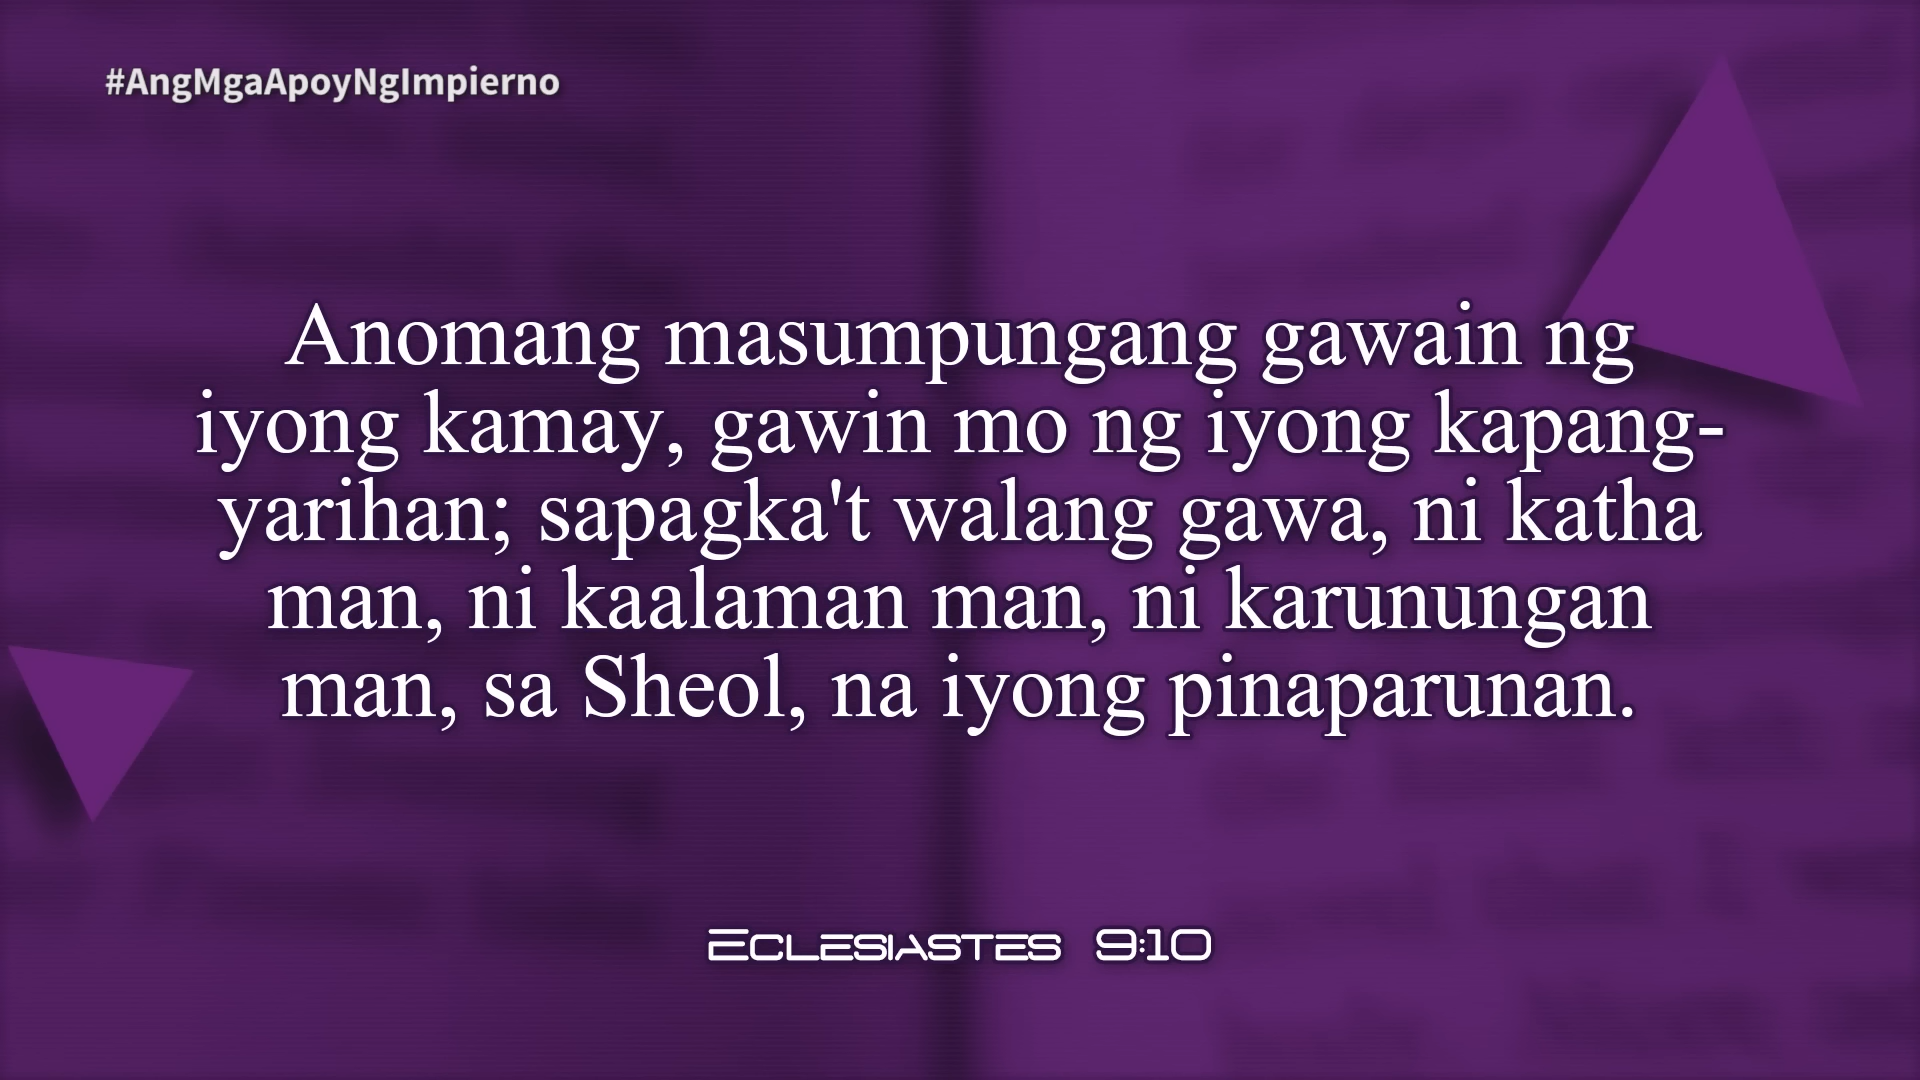 #AngMgaApoyNgImpierno
Anomang masumpungang gawain ng
iyong kamay, gawin mo ng iyong kapang-
yarihan; sapagka't walang gawa, ni katha
man, ni kaalaman man, ni karunungan
man, sa Sheol, na iyong pinaparunan.
Eclesiastes 9:10